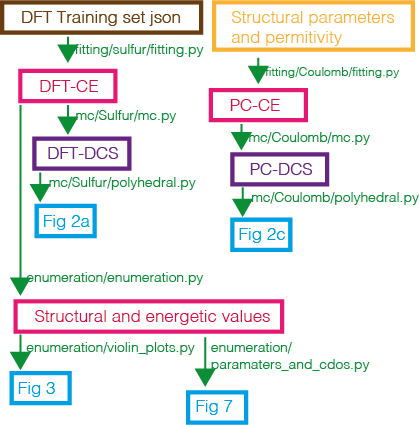 DFT Training set json
Structural parameters
and permitivity
fitting/sulfur/fitting.py
fitting/Coulomb/fitting.py
DFT-CE
PC-CE
mc/Sulfur/mc.py
mc/Coulomb/mc.py
DFT-DCS
PC-DCS
mc/Sulfur/polyhedral.py
mc/Coulomb/polyhedral.py
Fig 2a
Fig 2c
enumeration/enumeration.py
Structural and energetic values
enumeration/violin_plots.py
enumeration/
paramaters_and_cdos.py
Fig 3
Fig 7